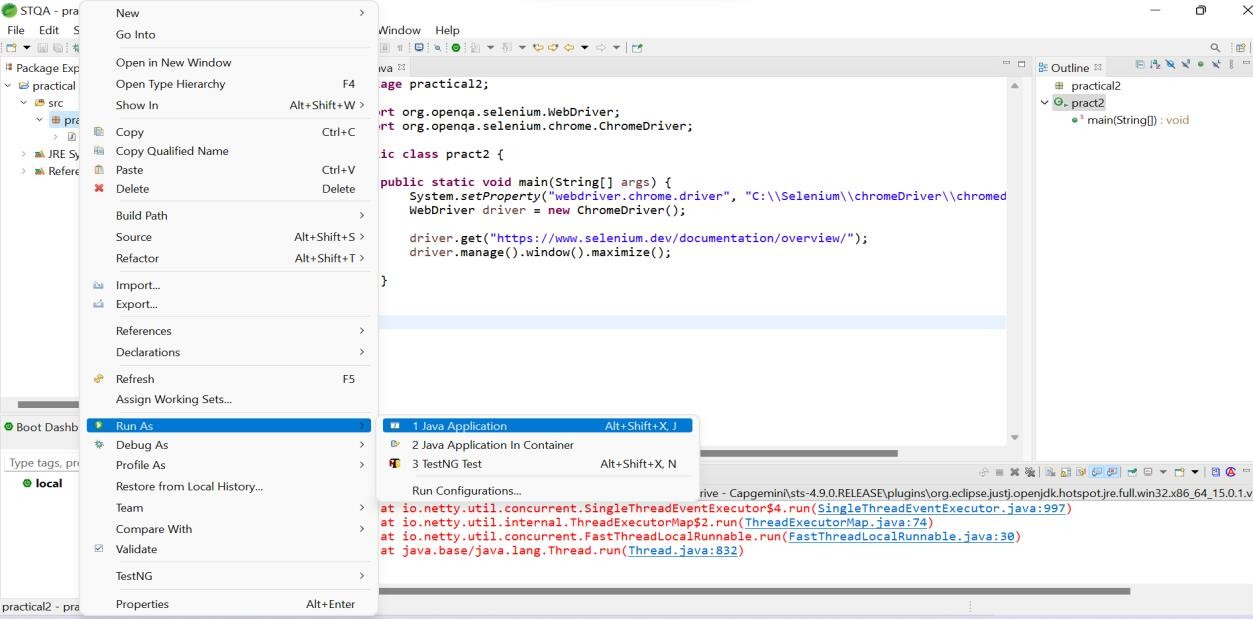 STQA - pra
File Edit S Window Help
Package Exp
practical
src
pra
JRE Sy
Refere
Boot Dashb
Type tags, pro
local
practical2 - pra
New
Go Into
Open in New Window
Open Type Hierarchy F4
Show In Alt+Shift+W
Copy Ctrl+C
Copy Qualified Name
Paste Ctrl+V
Delete Delete
Build Path
Source Alt+Shift+S
Refactor Alt+Shift+T
Import...
Export...
References
Declarations
Refresh F5
Assign Working Sets...
Run As
Debug As
Profile As
Restore from Local History...
Team
Compare With
Validate
TestNG
Properties Alt+Enter
1 Java Application Alt+Shift+X, J
2 Java Application In Container
3 TestNG Test Alt+Shift+X, N
Run Configurations...
ava
age practical2;
rt org.openqa.selenium.WebDriver;
rt org.openqa.selenium.chrome.ChromeDriver;
ic class pract2 {
public static void main(String[] args) {
System.setProperty("webdriver.chrome.driver", "C:\\Selenium\\chromeDriver\\chromed
WebDriver driver = new ChromeDriver();
driver.get("https://www.selenium.dev/documentation/overview/");
driver.manage().window().maximize();
}
Outline
practical2
pract2
main(String[]) : void
rive - Capgemini\sts-4.9.0.RELEASE\plugins\org.eclipse.justj.openjdk.hotspot.jre.full.win32.x86_64_15.0.1.v
at io.netty.util.concurrent.SingleThreadEventExecutor$4.run(SingleThreadEventExecutor.java:997)
at io.netty.util.internal.ThreadExecutorMap$2.run(ThreadExecutorMap.java:74)
at io.netty.util.concurrent.FastThreadLocalRunnable.run(FastThreadLocalRunnable.java:30)
at java.base/java.lang.Thread.run(Thread.java:832)